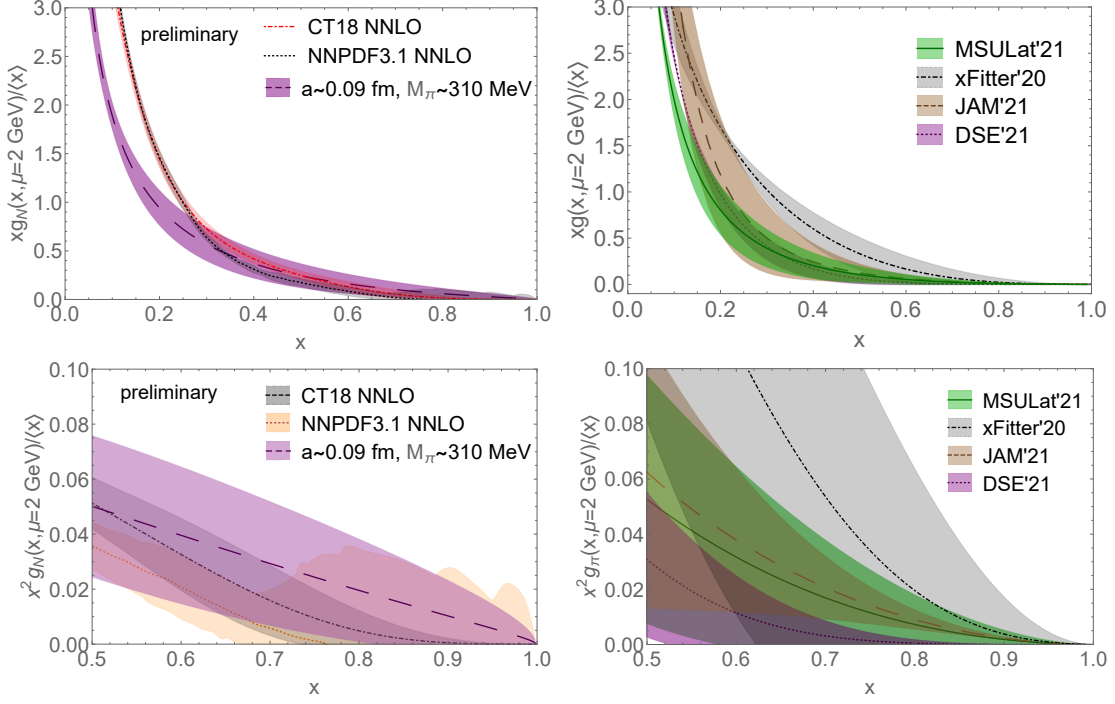 preliminary
CT18 NNLO
NNPDF3.1 NNLO
a~0.09 fm, Mπ~310 MeV
xgN(x,μ=2 GeV)/⟨x⟩
3.0
2.5
2.0
1.5
1.0
0.5
0.0
0.0 0.2 0.4 0.6 0.8 1.0
x
MSULat'21
xFitter'20
JAM'21
DSE'21
xg(x,μ=2 GeV)/⟨x⟩
3.0
2.5
2.0
1.5
1.0
0.5
0.0
0.0 0.2 0.4 0.6 0.8 1.0
x
preliminary
CT18 NNLO
NNPDF3.1 NNLO
a~0.09 fm, Mπ~310 MeV
x² gN(x,μ=2 GeV)/⟨x⟩
0.10
0.08
0.06
0.04
0.02
0.00
0.5 0.6 0.7 0.8 0.9 1.0
x
MSULat'21
xFitter'20
JAM'21
DSE'21
x² gπ(x,μ=2 GeV)/⟨x⟩
0.10
0.08
0.06
0.04
0.02
0.00
0.5 0.6 0.7 0.8 0.9 1.0
x